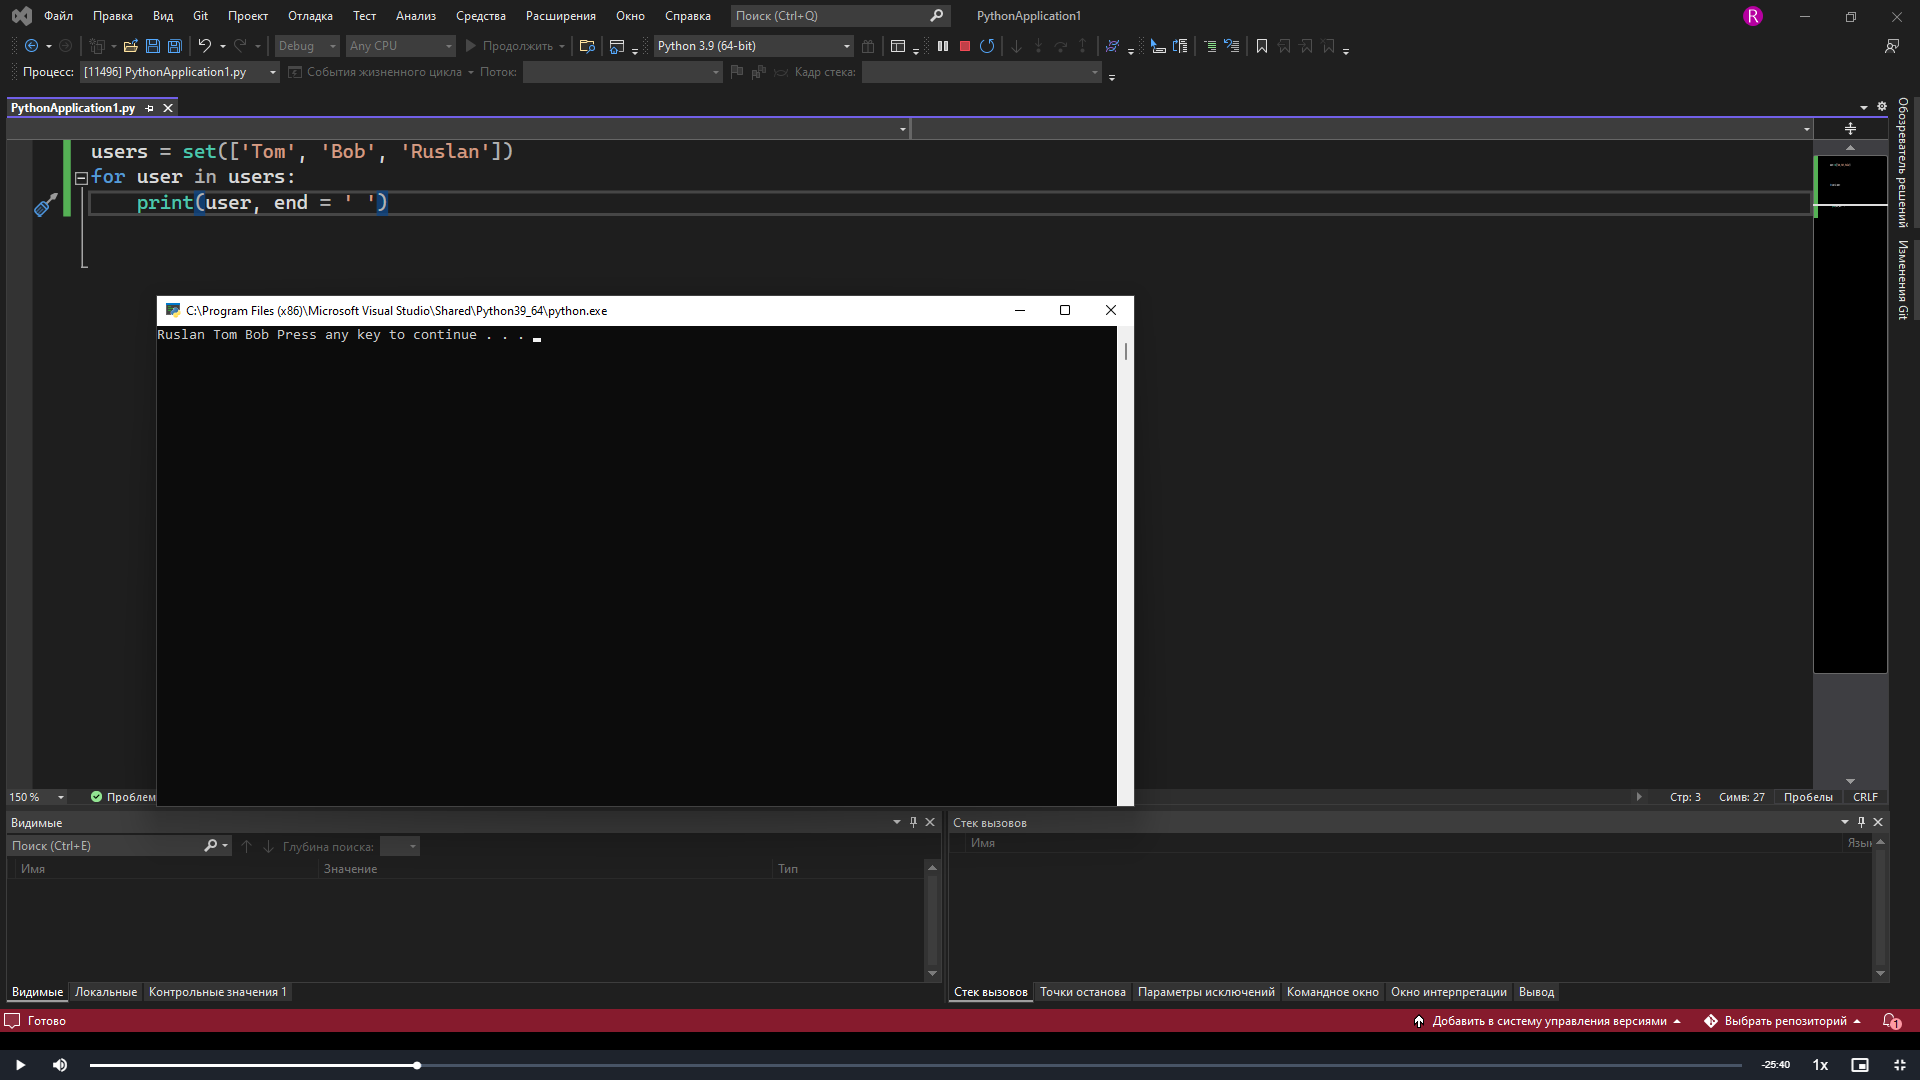 Файл Правка Вид Git Проект Отладка Тест Анализ Средства Расширения Окно Справка Поиск (Ctrl+Q) PythonApplication1 R
Debug Any CPU Продолжить Python 3.9 (64-bit)
Процесс: [11496] PythonApplication1.py События жизненного цикла Поток: Кадр стека:
PythonApplication1.py
users = set(['Tom', 'Bob', 'Ruslan'])
for user in users:
print(user, end = ' ')
C:\Program Files (x86)\Microsoft Visual Studio\Shared\Python39_64\python.exe
Ruslan Tom Bob Press any key to continue . . .
Обозреватель решений
Изменения Git
150 % Проблем Стр: 3 Симв: 27 Пробелы CRLF
Видимые
Поиск (Ctrl+E) Глубина поиска:
Имя Значение Тип
Видимые Локальные Контрольные значения 1
Стек вызовов
Имя Язык
Стек вызовов Точки останова Параметры исключений Командное окно Окно интерпретации Вывод
Готово Добавить в систему управления версиями Выбрать репозиторий 1
-25:40 1x